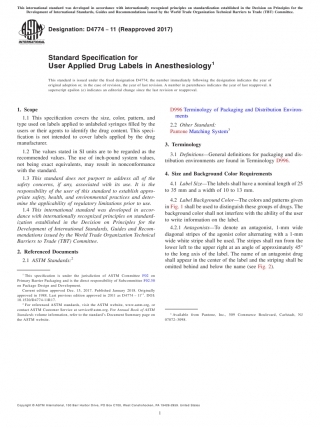 This international standard was developed in accordance with internationally recognized principles on standardization established in the Decision on Principles for the
Development of International Standards, Guides and Recommendations issued by the World Trade Organization Technical Barriers to Trade (TBT) Committee.
Designation: D4774 − 11 (Reapproved 2017)
Standard Specification for
User Applied Drug Labels in Anesthesiology1
This standard is issued under the fixed designation D4774; the number immediately following the designation indicates the year of
original adoption or, in the case of revision, the year of last revision. A number in parentheses indicates the year of last reapproval. A
superscript epsilon (ε) indicates an editorial change since the last revision or reapproval.
1. Scope
1.1 This specification covers the size, color, pattern, and
type used on labels applied to unlabeled syringes filled by the
users or their agents to identify the drug content. This speci-
fication is not intended to cover labels applied by the drug
manufacturer.
1.2 The values stated in SI units are to be regarded as the
recommended values. The use of inch-pound system values,
not being exact equivalents, may result in nonconformance
with the standard.
1.3 This standard does not purport to address all of the
safety concerns, if any, associated with its use. It is the
responsibility of the user of this standard to establish appro-
priate safety, health, and environmental practices and deter-
mine the applicability of regulatory limitations prior to use.
1.4 This international standard was developed in accor-
dance with internationally recognized principles on standard-
ization established in the Decision on Principles for the
Development of International Standards, Guides and Recom-
mendations issued by the World Trade Organization Technical
Barriers to Trade (TBT) Committee.
2. Referenced Documents
2.1 ASTM Standards:2
D996 Terminology of Packaging and Distribution Environ-
ments
2.2 Other Standard:
Pantone Matching System3
3. Terminology
3.1 Definitions—General definitions for packaging and dis-
tribution environments are found in Terminology D996.
4. Size and Background Color Requirements
4.1 Label Size—The labels shall have a nominal length of 25
to 35 mm and a width of 10 to 13 mm.
4.2 Label Background Color—The colors and patterns given
in Fig. 1 shall be used to distinguish these groups of drugs. The
background color shall not interfere with the ability of the user
to write information on the label.
4.2.1 Antagonists—To denote an antagonist, 1-mm wide
diagonal stripes of the agonist color alternating with a 1-mm
wide white stripe shall be used. The stripes shall run from the
lower left to the upper right at an angle of approximately 45°
to the long axis of the label. The name of an antagonist drug
shall appear in the center of the label and the striping shall be
omitted behind and below the name (see Fig. 2).
1 This specification is under the jurisdiction of ASTM Committee F02 on
Primary Barrier Packaging and is the direct responsibility of Subcommittee F02.50
on Package Design and Development.
Current edition approved Dec. 15, 2017. Published January 2018. Originally
approved in 1988. Last previous edition approved in 2011 as D4774 – 11
2 For referenced ASTM standards, visit the ASTM website, www.astm.org, or
contact ASTM Customer Service at service@astm.org. For Annual Book of ASTM
Standards volume information, refer to the standard's Document Summary page on
the ASTM website.
3 Available from Pantone, Inc., 590 Commerce Boulevard, Carlstadt, NJ
07072-3098.
Copyright © ASTM International, 100 Barr Harbor Drive, PO Box C700, West Conshohocken, PA 19428-2959. United States
1